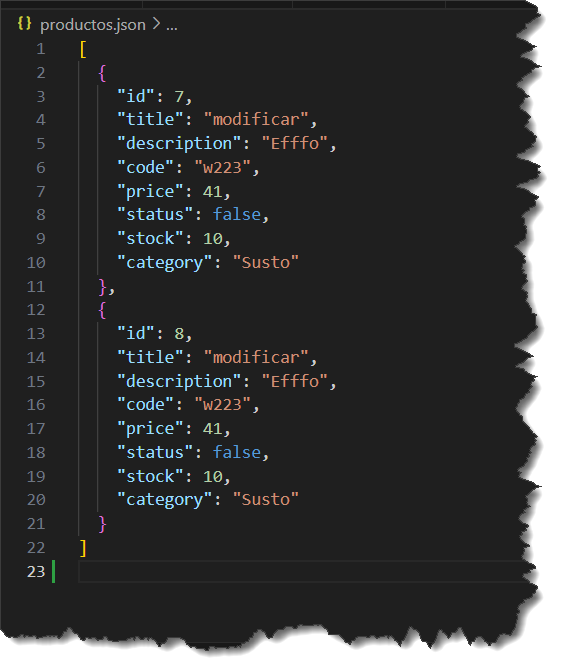 {} productos.json > ...
1 [
2 {
3 "id": 7,
4 "title": "modificar",
5 "description": "Efffo",
6 "code": "w223",
7 "price": 41,
8 "status": false,
9 "stock": 10,
10 "category": "Susto"
11 },
12 {
13 "id": 8,
14 "title": "modificar",
15 "description": "Efffo",
16 "code": "w223",
17 "price": 41,
18 "status": false,
19 "stock": 10,
20 "category": "Susto"
21 }
22 ]
23